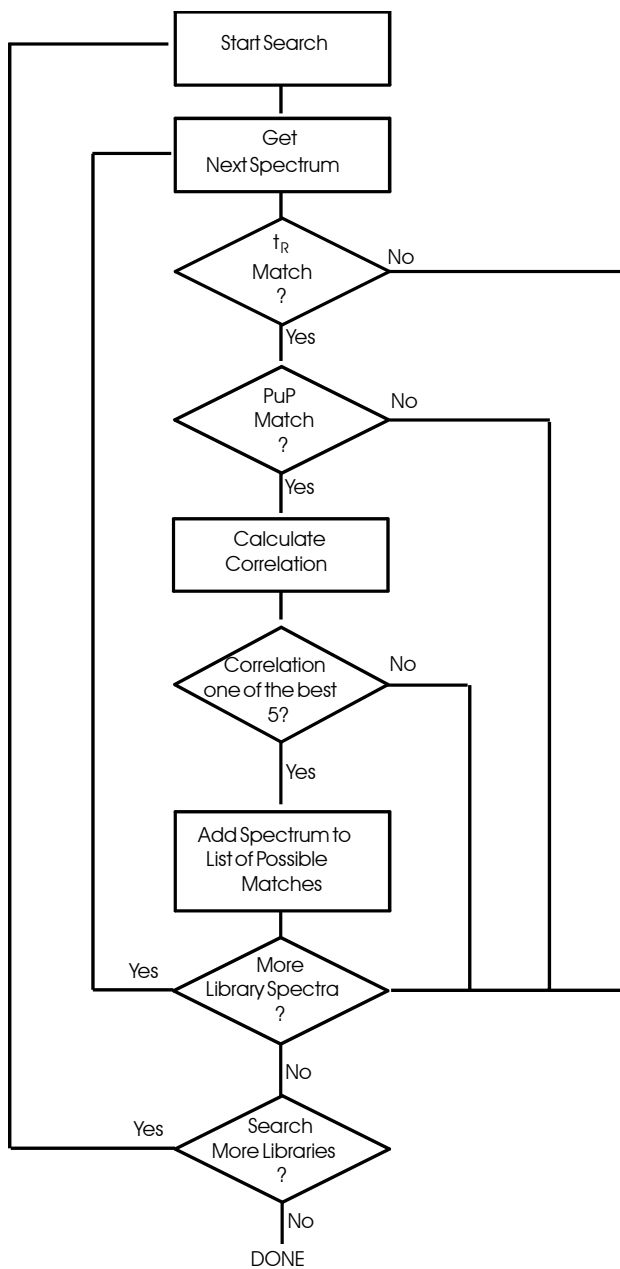 Start Search
Get
Next Spectrum
tR
Match
?
No
Yes
PuP
Match
?
No
Yes
Calculate
Correlation
Correlation
one of the best
5?
No
Yes
Add Spectrum to
List of Possible
Matches
Yes
More
Library Spectra
?
No
Yes
Search
More Libraries
?
No
DONE